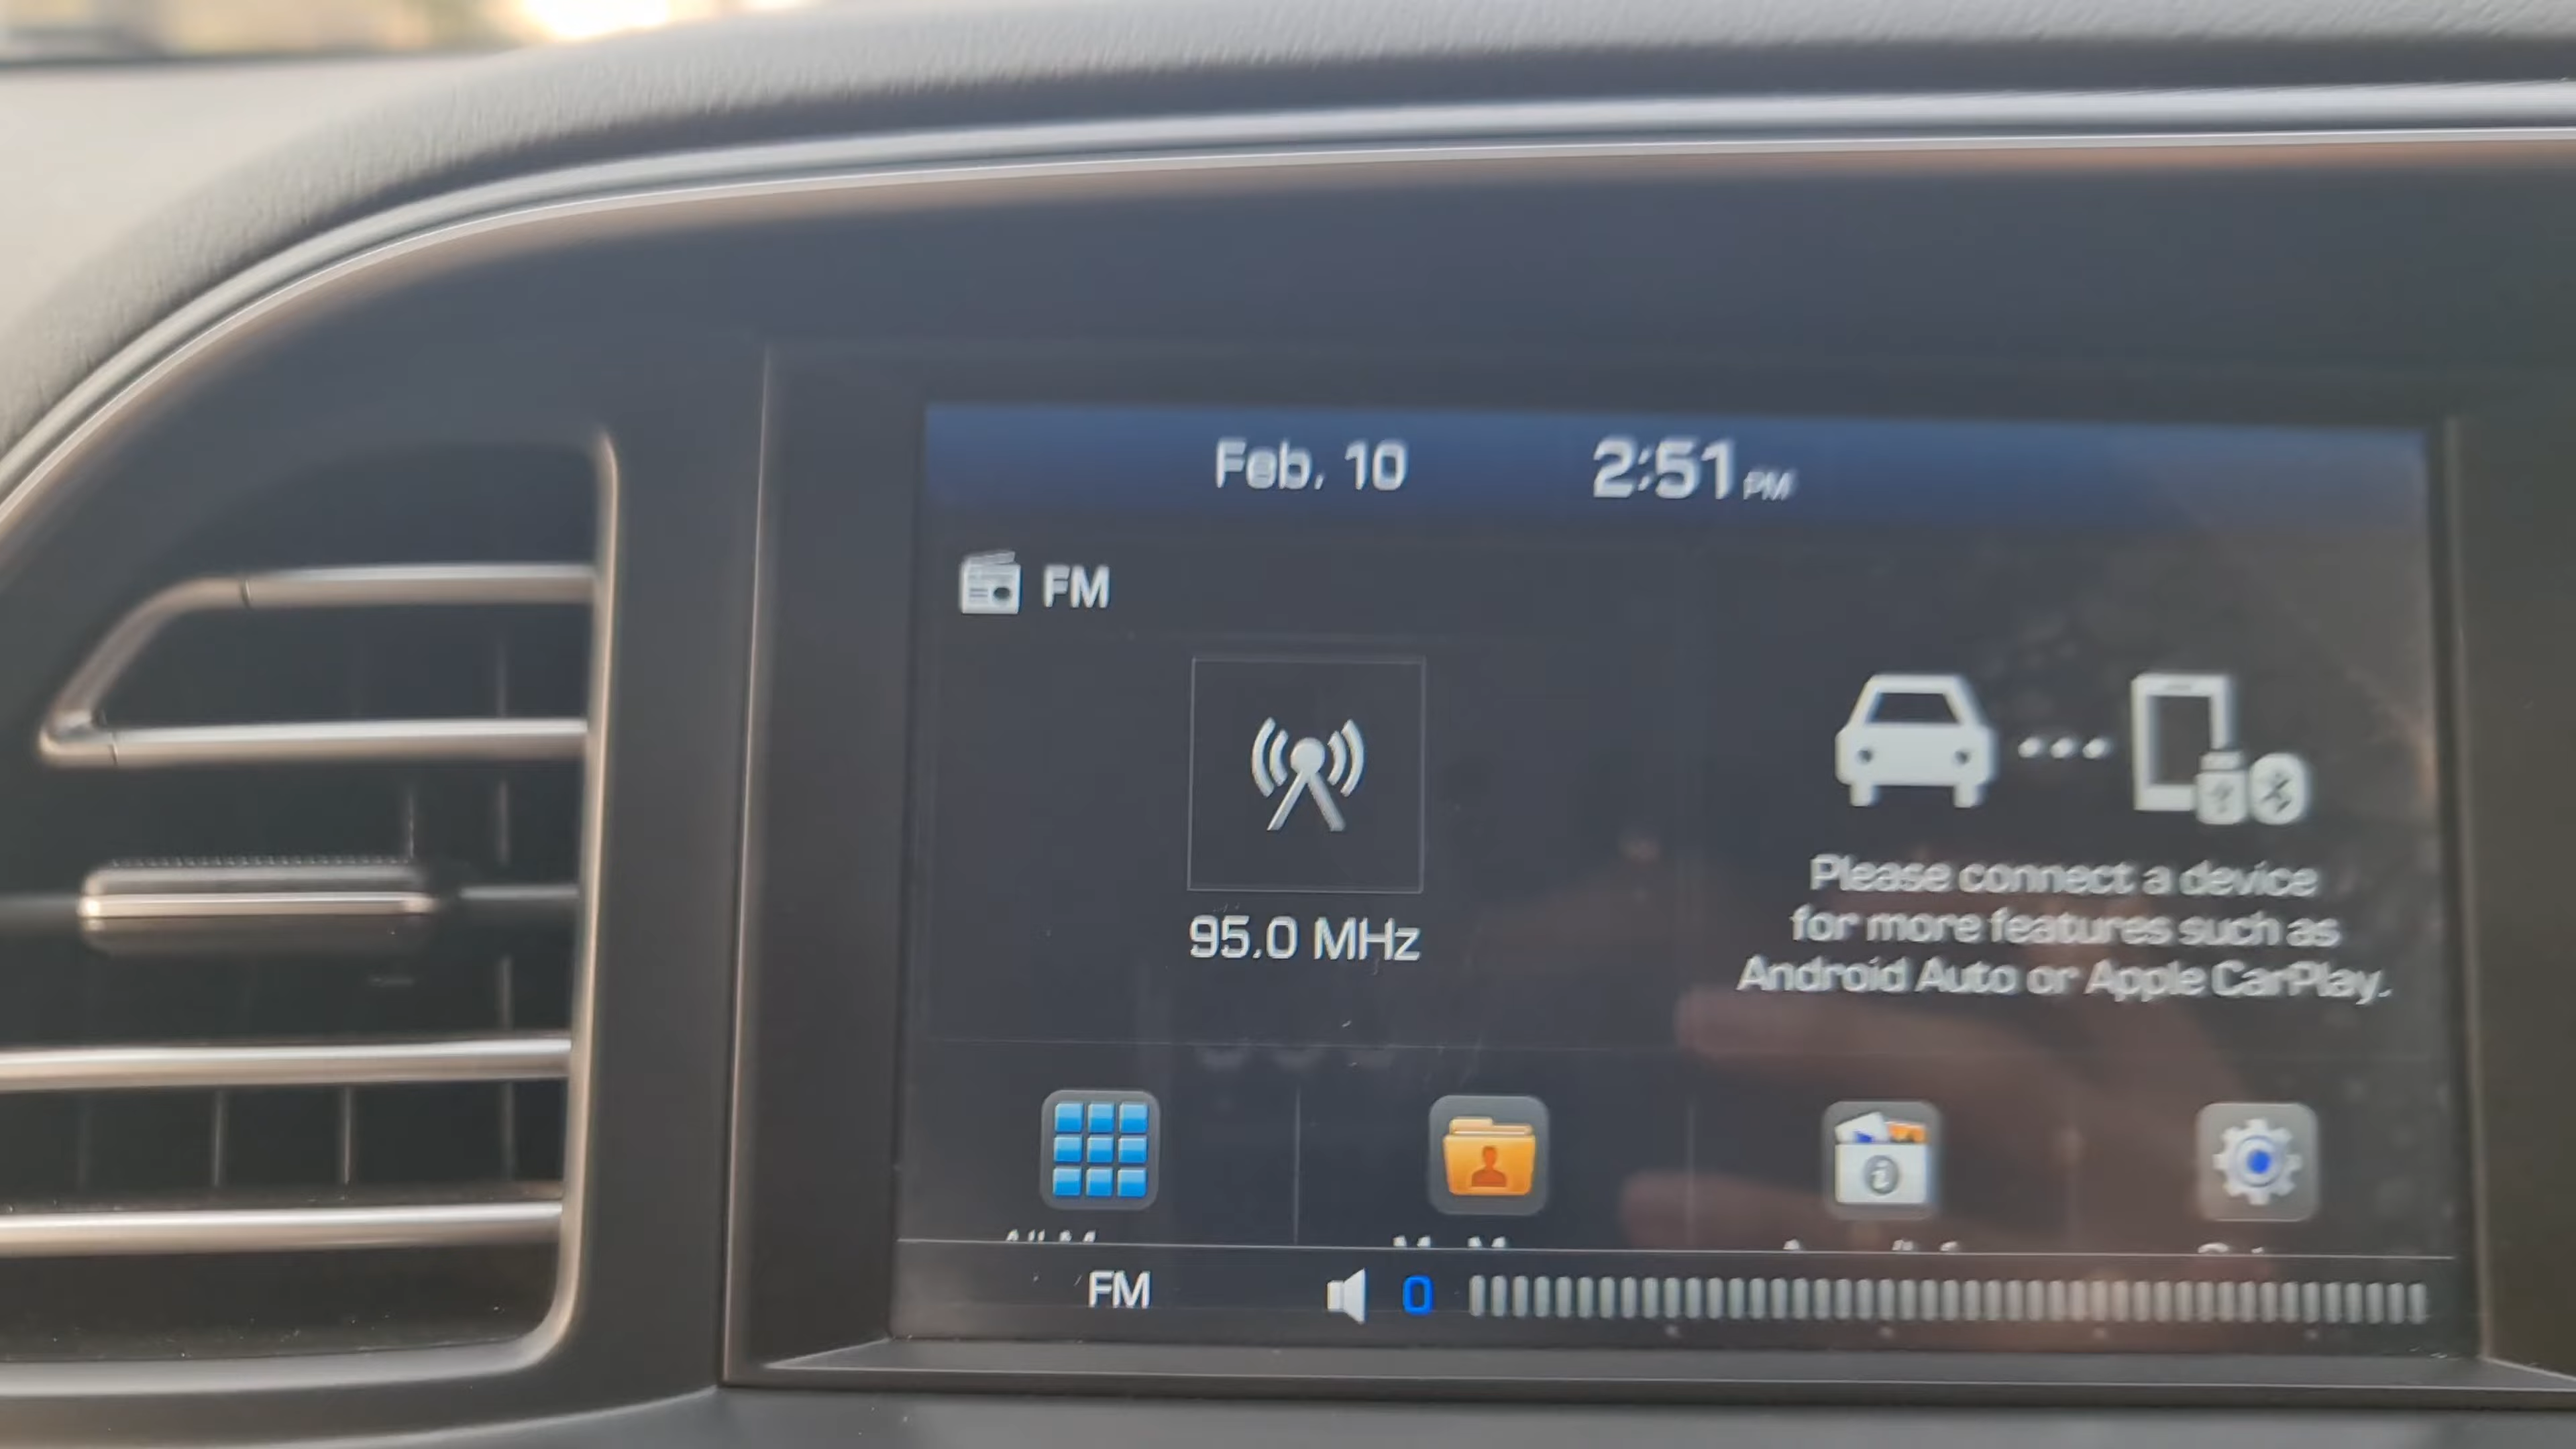 Feb. 10 2:51 PM
FM
95.0 MHz
Please connect a device
for more features such as
Android Auto or Apple CarPlay.
FM 0